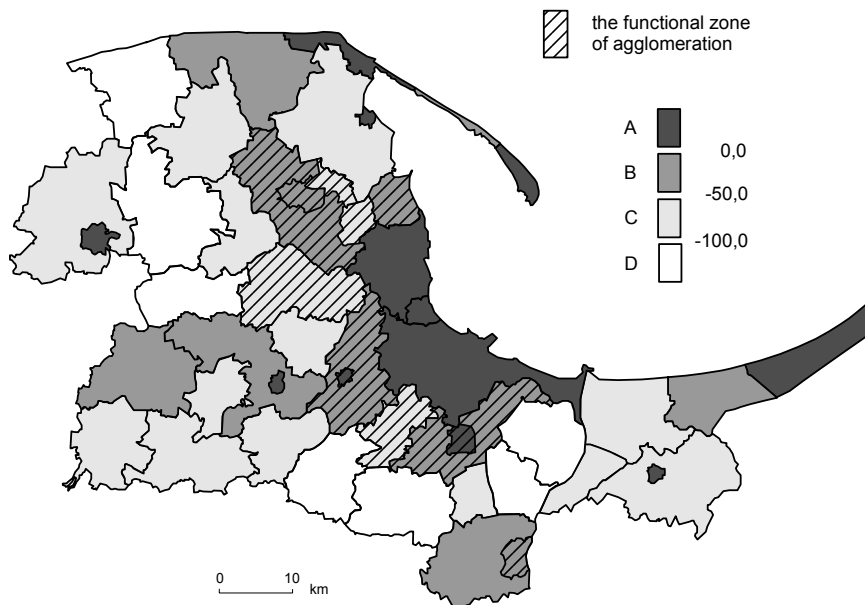 the functional zone
of agglomeration
A
0,0
B
-50,0
C
-100,0
D
0 10
km